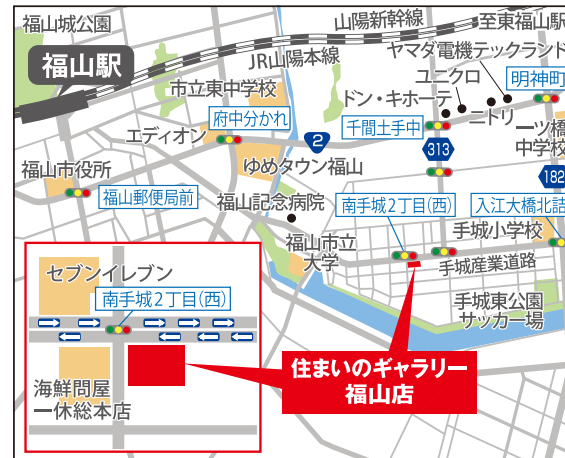 福山城公園
山陽新幹線
至東福山駅
福山駅
JR山陽本線
ヤマダ電機テックランド
市立東中学校
ユニクロ
明神町
ドン・キホーテ
ニトリ
府中分かれ
エディオン
2
千間土手中
一ツ橋
中学校
313
ゆめタウン福山
福山市役所
182
福山郵便局前
福山記念病院
南手城2丁目(西)
入江大橋北詰
福山市立
大学
手城小学校
手城産業道路
手城東公園
サッカー場
セブンイレブン
南手城2丁目(西)
海鮮問屋
一休総本店
住まいのギャラリー
福山店